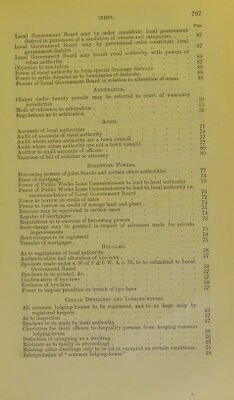 INDEX. 797
Page
Local Government Board may by order constitute local government
district in pursuance of a resolution of owners and ratepayers 87
Local Government Board may by provisional order constitute local
government district 87
Local Government Board may invest rural authority with powers of
urban authority
Objection to resolution
Power of rural authority to form special drainage districts
Power to settle disputes as to boundaries of districts
Powers of Local Government Board in relation to alteration of areas
ARBITRATION.
Claims under twenty pounds may be referred to court of summary
jurisdiction
Mode of reference to arbitration
Regulations as to arbitration
AUDIT.
Accounts of local authorities
Audit of accounts of rural authority
Audit where urban authority are a town council
Audit where urban authority are not a town council
Auditor to audit accounts of officers
Taxation of bill of solicitor or attorney
BORROWING POWERS.
Borrowing powers of joint boards and certain other authorities 77
Form of mortgage
Power of Public Works Loan Commissioners to lend to local authority
Power of Public Works Loan Commissioners to lend to local authority on
recommendation of Local Government Board
Power to borrow on credit of rates
Power to borrow on credit of sewage land and plant
Receiver may be appointed in certain cases
Register of mortgages
Regulations as to exercise of borrowing powers
Rent-charge may be granted in respect of advances made for private
improvements
Rent-charges to be registered
Transfer of mortgages
BYE-LAWS.
As to regulations of local authority
Authentication and alteration of bye-laws
Bye-laws made s. 90 of 5 & 6 W. 4, c. 76, to be submitted to Local
Government Board
Bye-laws to be printed, &c.
Confirmation of bye-laws
Evidence of bye-laws
Power to impose penalties on breach of bye-laws
CELLAR DWELLINGS AND LODGING-HOUSES.
All common lodging-houses to be registered, and to be kept only by
registered keepers
As to inspection
Bye-laws to be made by local authority
Conviction for third offence to disqualify persons from keeping common
lodging-house
Definition of occupying as a dwelling
Evidence as to family in proceedings
Existing cellar dwellings only to be let or occupied on certain conditions
Interpretation of "common lodging-house"